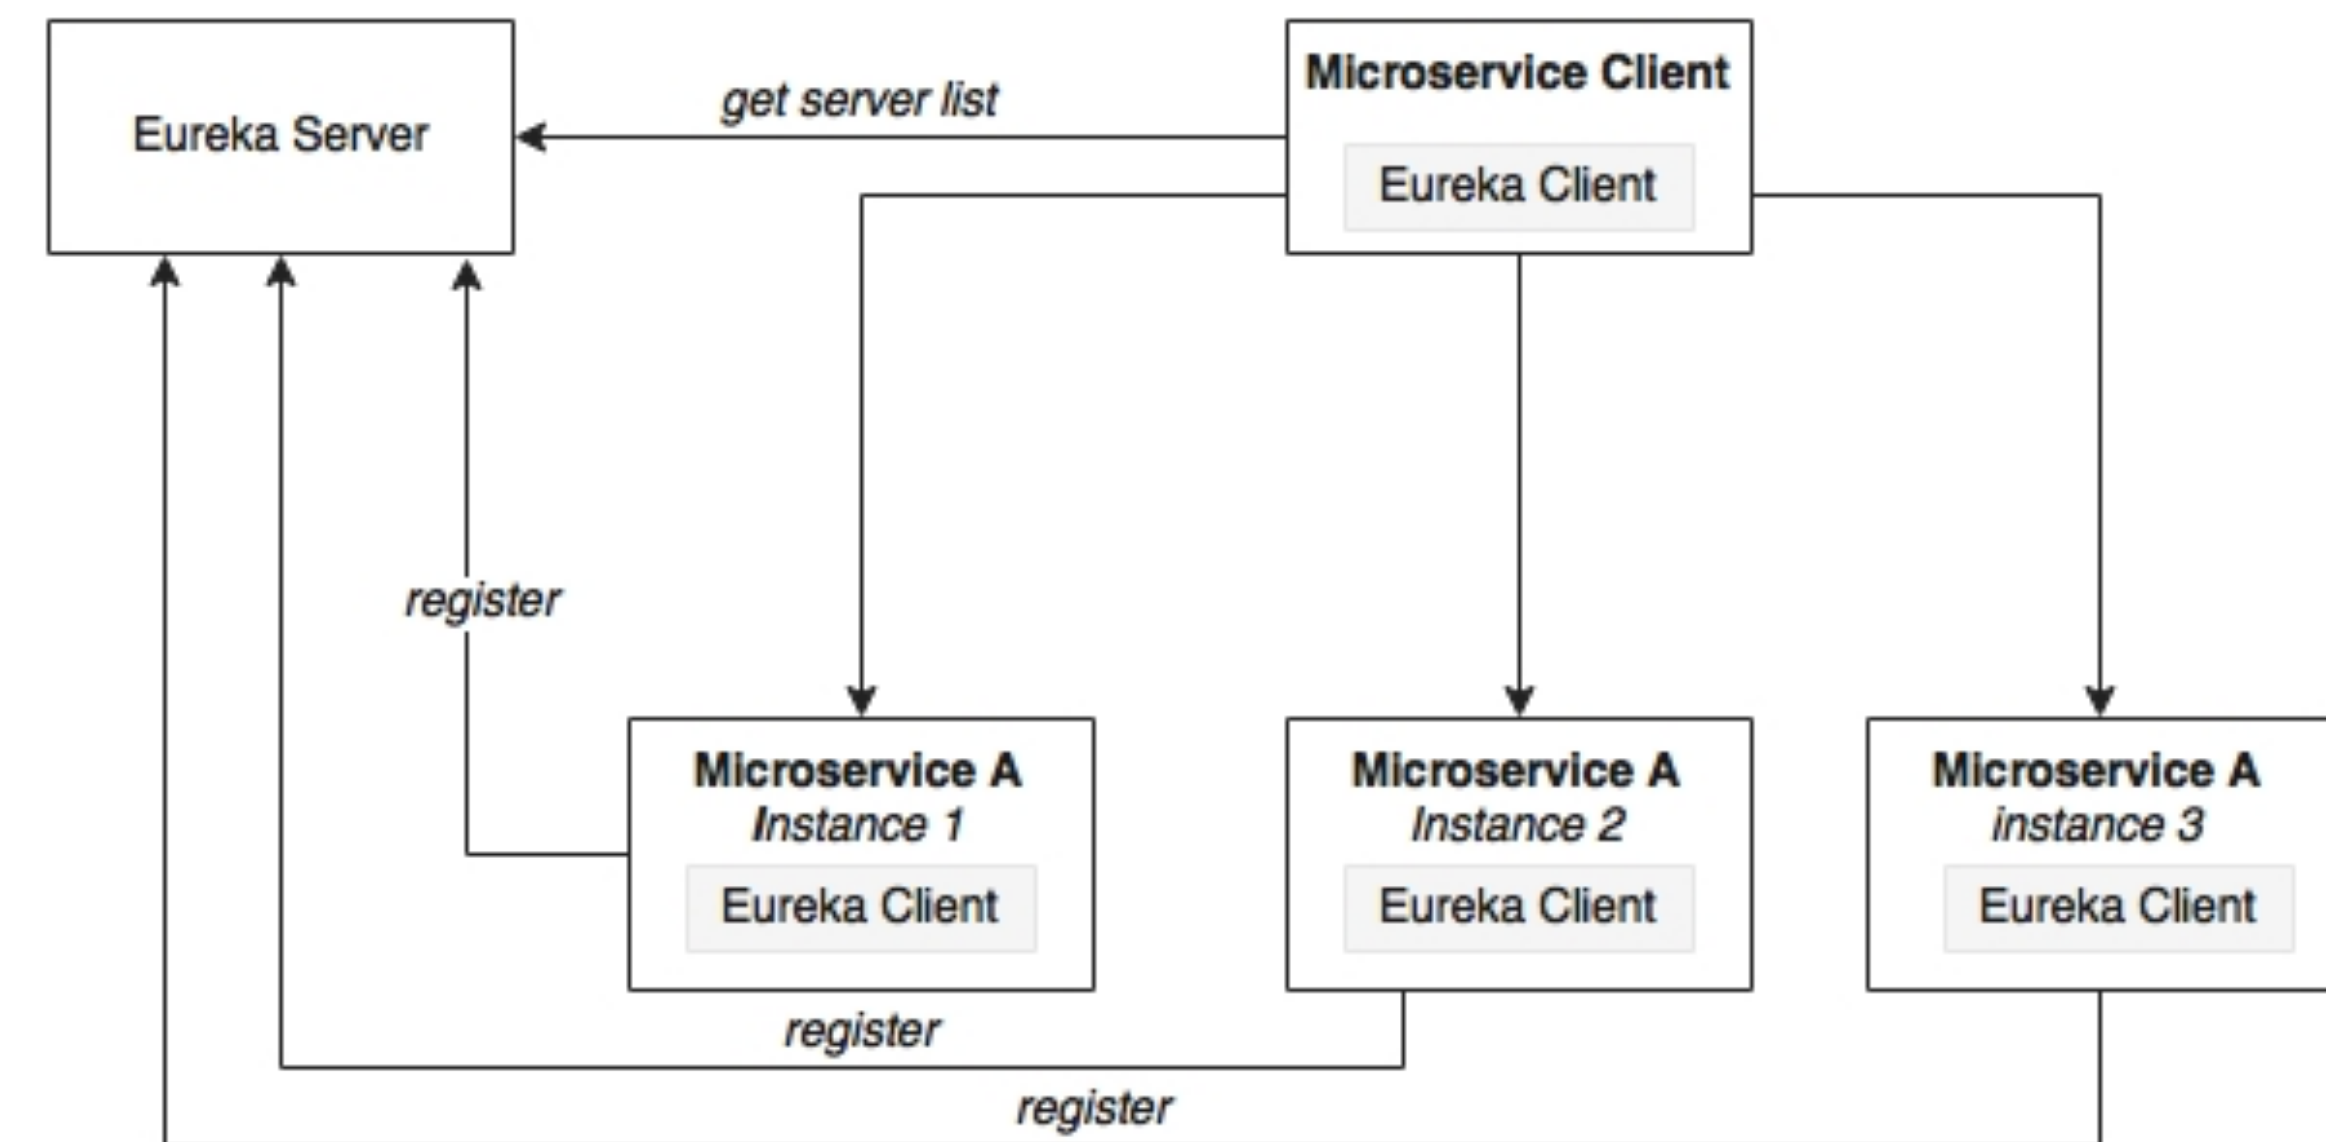 Eureka Server
get server list
Microservice Client
Eureka Client
register
Microservice A
Instance 1
Eureka Client
Microservice A
Instance 2
Eureka Client
Microservice A
instance 3
Eureka Client
register
register